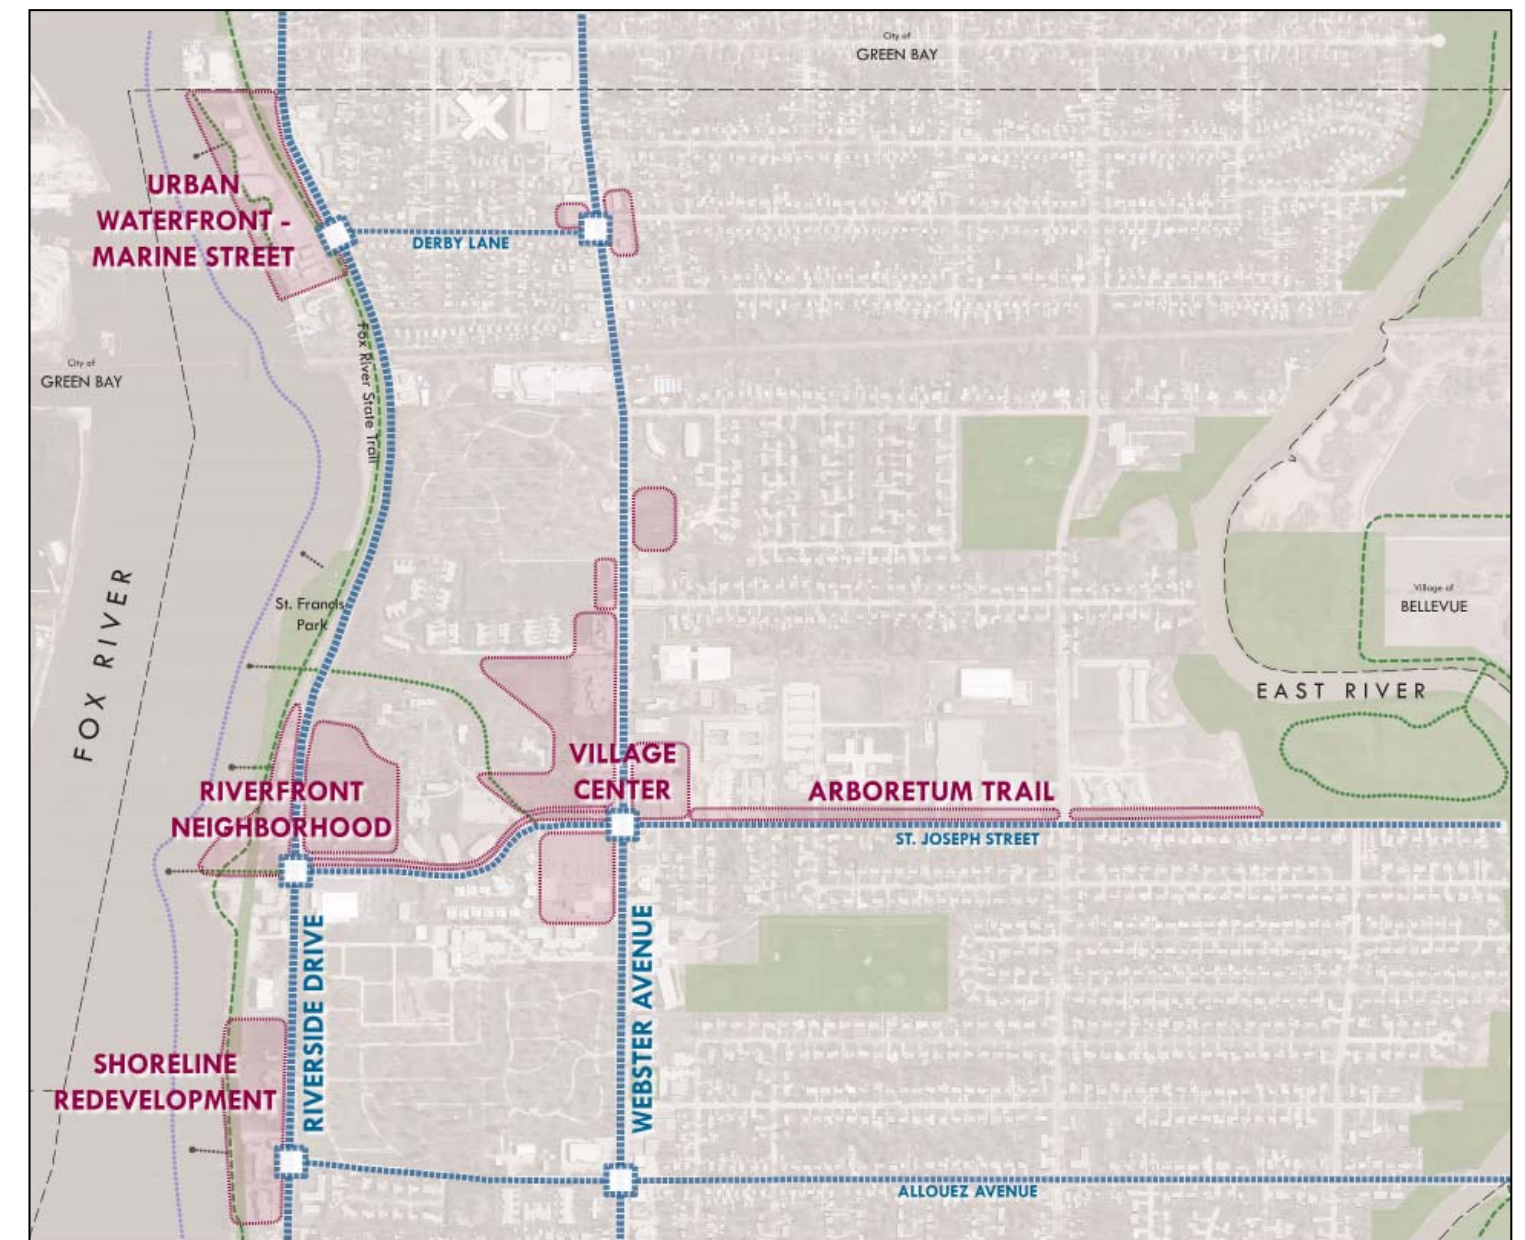 City of
GREEN BAY
URBAN
WATERFRONT -
MARINE STREET
DERBY LANE
Fox River State Trail
City of
GREEN BAY
FOX RIVER
St. Francis
Park
Village of
BELLEVUE
EAST RIVER
VILLAGE
CENTER
RIVERFRONT
NEIGHBORHOOD
ARBORETUM TRAIL
ST. JOSEPH STREET
RIVERSIDE DRIVE
WEBSTER AVENUE
SHORELINE
REDEVELOPMENT
ALLOUEZ AVENUE